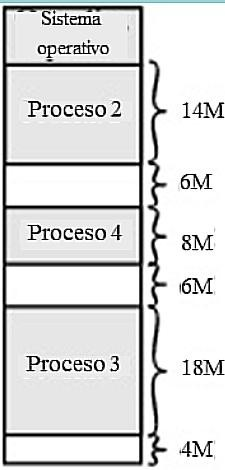 Sistema
operativo
Proceso 2
14M
6M
Proceso 4
8M
6M
Proceso 3
18M
4M